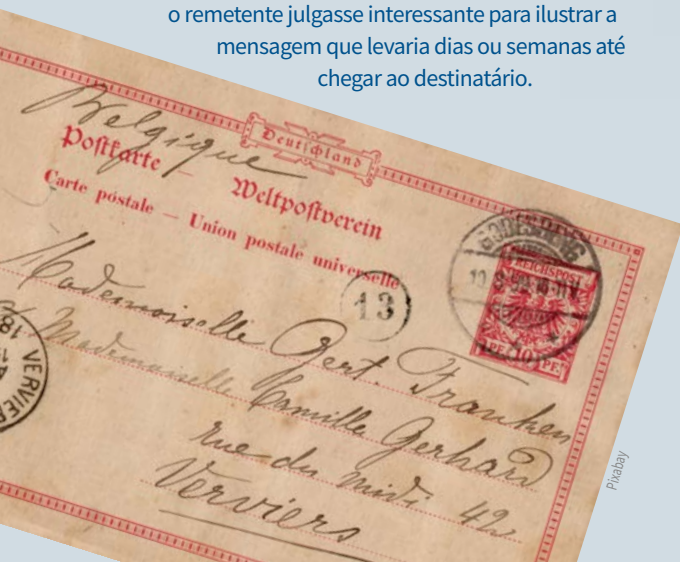 o remetente julgasse interessante para ilustrar a
mensagem que levaria dias ou semanas até
chegar ao destinatário.
Belgique
Deutschland
Postkarte —
Weltpostverein
Carte postale — Union postale universelle
13
REICHSPOST
10
Mademoiselle Gert. Franken
Mademoiselle Camille Gerhard
rue du midi 42
Verviers
VERVIE
18
Pixabay